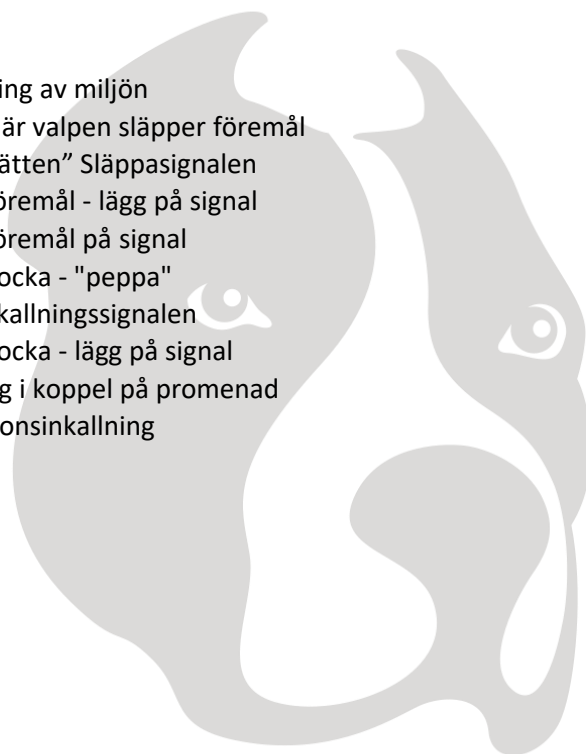 ing av miljön
är valpen släpper föremål
ätten” Släppasignalen
öremål - lägg på signal
öremål på signal
ocka - "peppa"
kallningssignalen
ocka - lägg på signal
g i koppel på promenad
onsinkallning